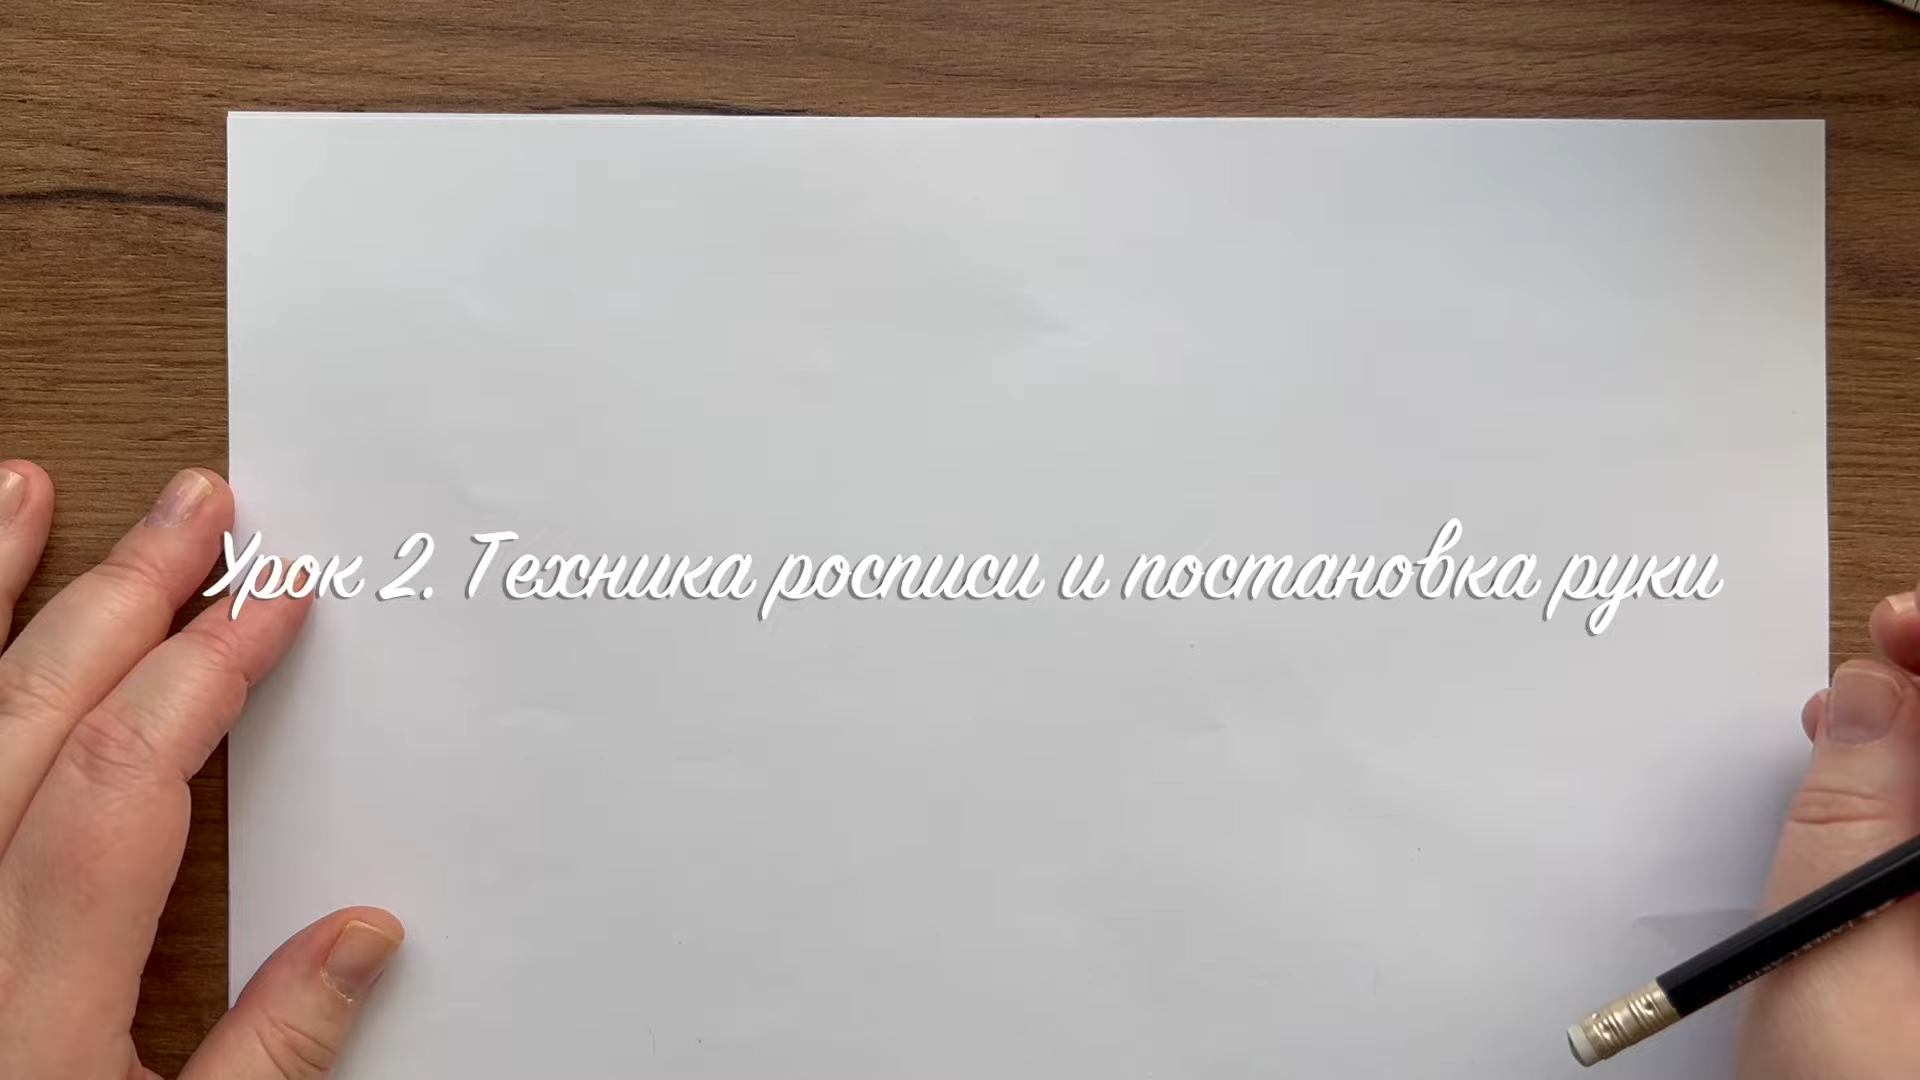 Урок 2. Техника росписи и постановка руки